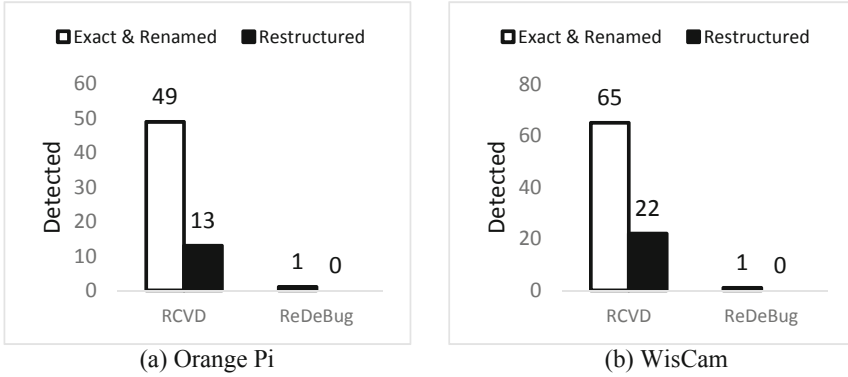 Exact & Renamed Restructured
60
50
40
30
20
10
0
Detected
49
13
1
0
RCVD
ReDeBug
(a) Orange Pi
Exact & Renamed Restructured
80
60
40
20
0
Detected
65
22
1
0
RCVD
ReDeBug
(b) WisCam